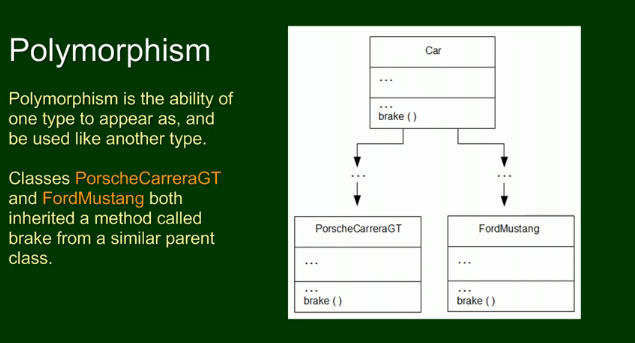 Polymorphism
Polymorphism is the ability of
one type to appear as, and
be used like another type.
Classes PorscheCarreraGT
and FordMustang both
inherited a method called
brake from a similar parent
class.
Car
...
...
brake ( )
...
...
PorscheCarreraGT
...
...
brake ( )
FordMustang
...
...
brake ( )